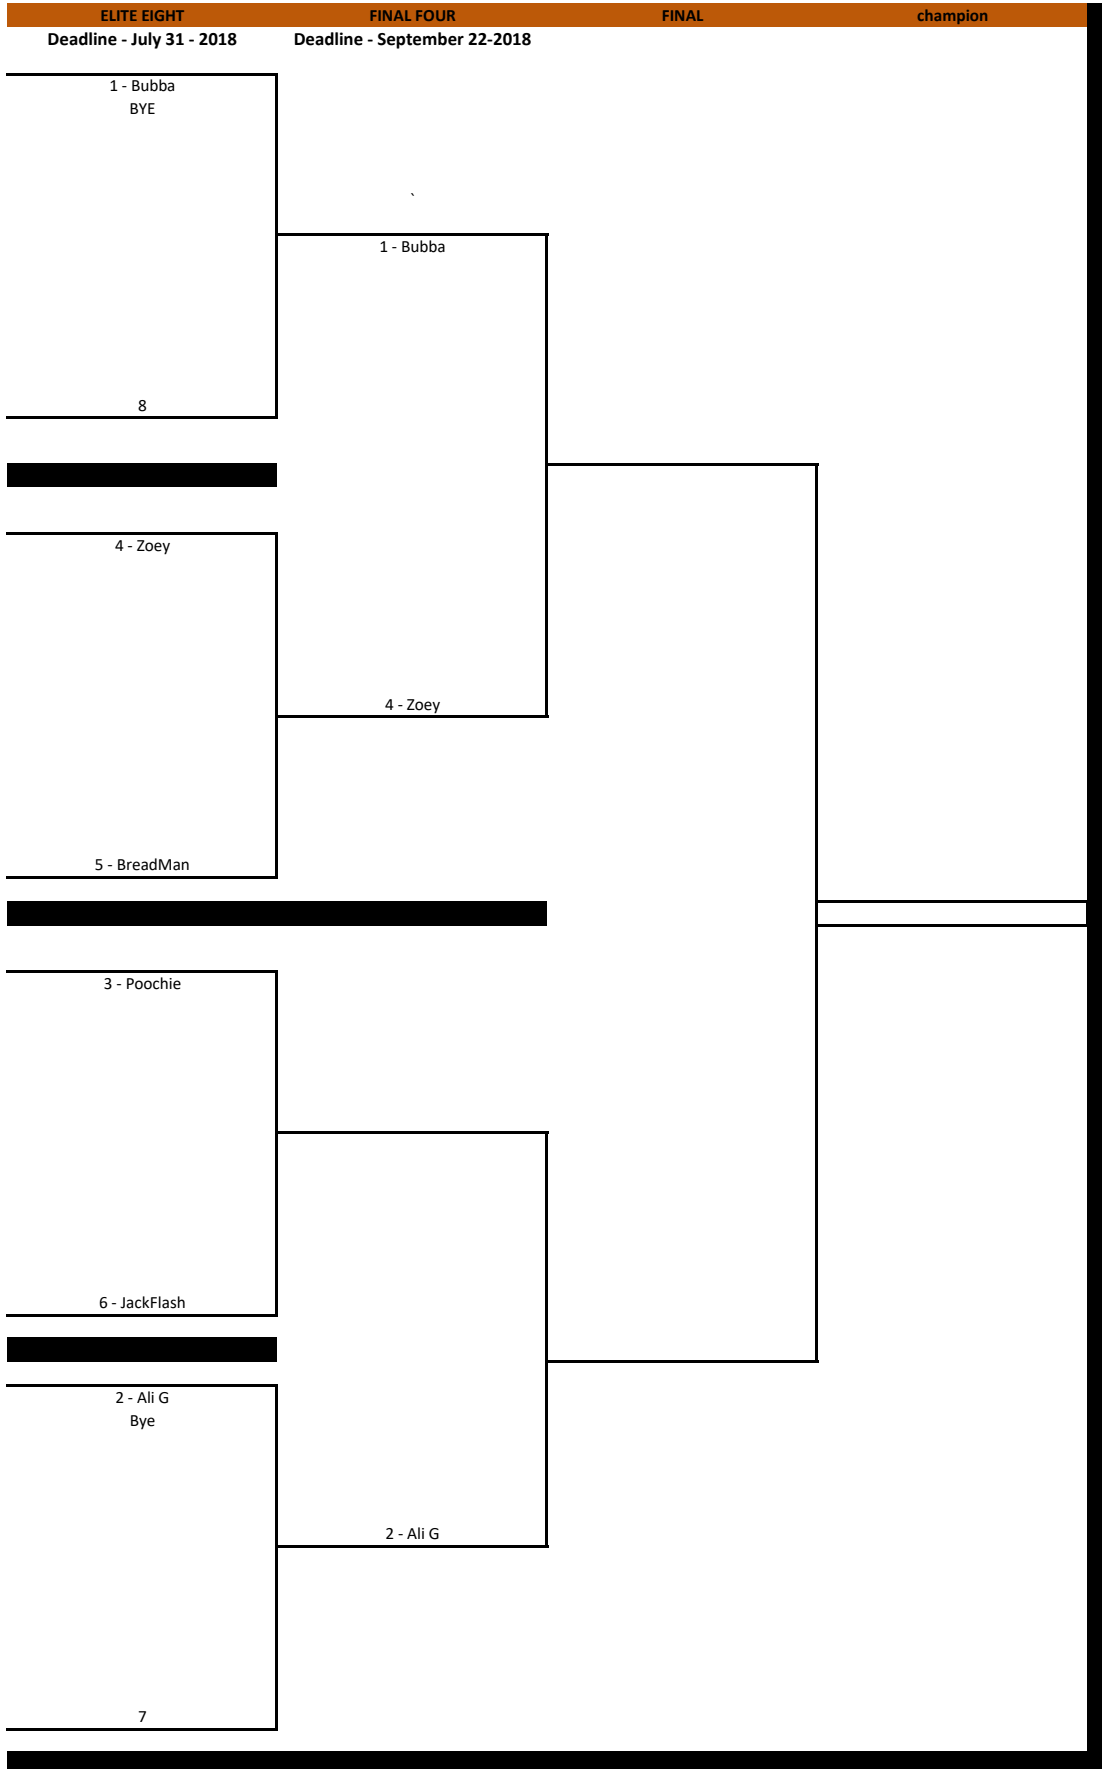 ELITE EIGHT FINAL FOUR FINAL champion
Deadline - July 31 - 2018 Deadline - September 22-2018
1 - Bubba
BYE
`
1 - Bubba
8
4 - Zoey
4 - Zoey
5 - BreadMan
3 - Poochie
6 - JackFlash
2 - Ali G
Bye
2 - Ali G
7